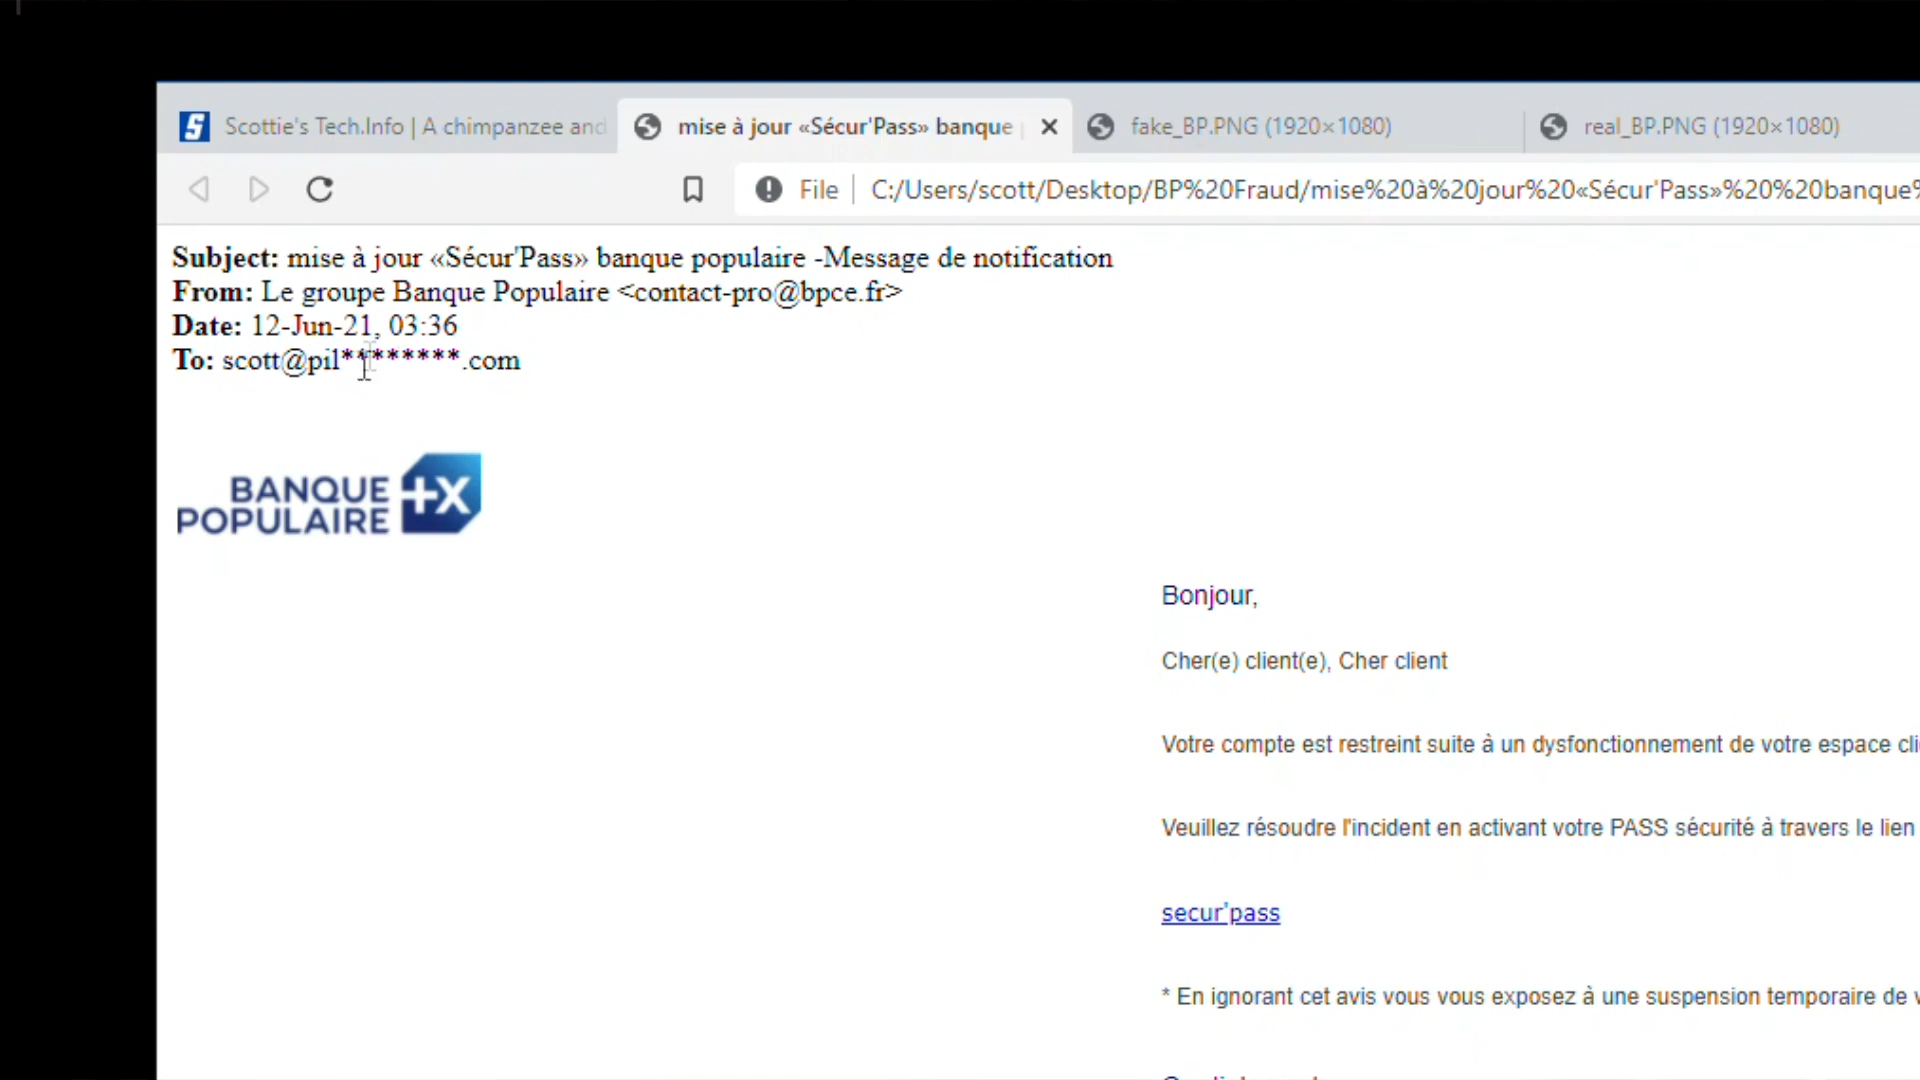 Scottie's Tech.Info | A chimpanzee and
mise à jour «Sécur'Pass» banque
fake_BP.PNG (1920×1080)
real_BP.PNG (1920×1080)
File
C:/Users/scott/Desktop/BP%20Fraud/mise%20à%20jour%20«Sécur'Pass»%20%20banque%
Subject: mise à jour «Sécur'Pass» banque populaire -Message de notification
From: Le groupe Banque Populaire <contact-pro@bpce.fr>
Date: 12-Jun-21, 03:36
To: scott@pil********.com
BANQUE
POPULAIRE
+X
Bonjour,
Cher(e) client(e), Cher client
Votre compte est restreint suite à un dysfonctionnement de votre espace cli
Veuillez résoudre l'incident en activant votre PASS sécurité à travers le lien
secur'pass
* En ignorant cet avis vous vous exposez à une suspension temporaire de v